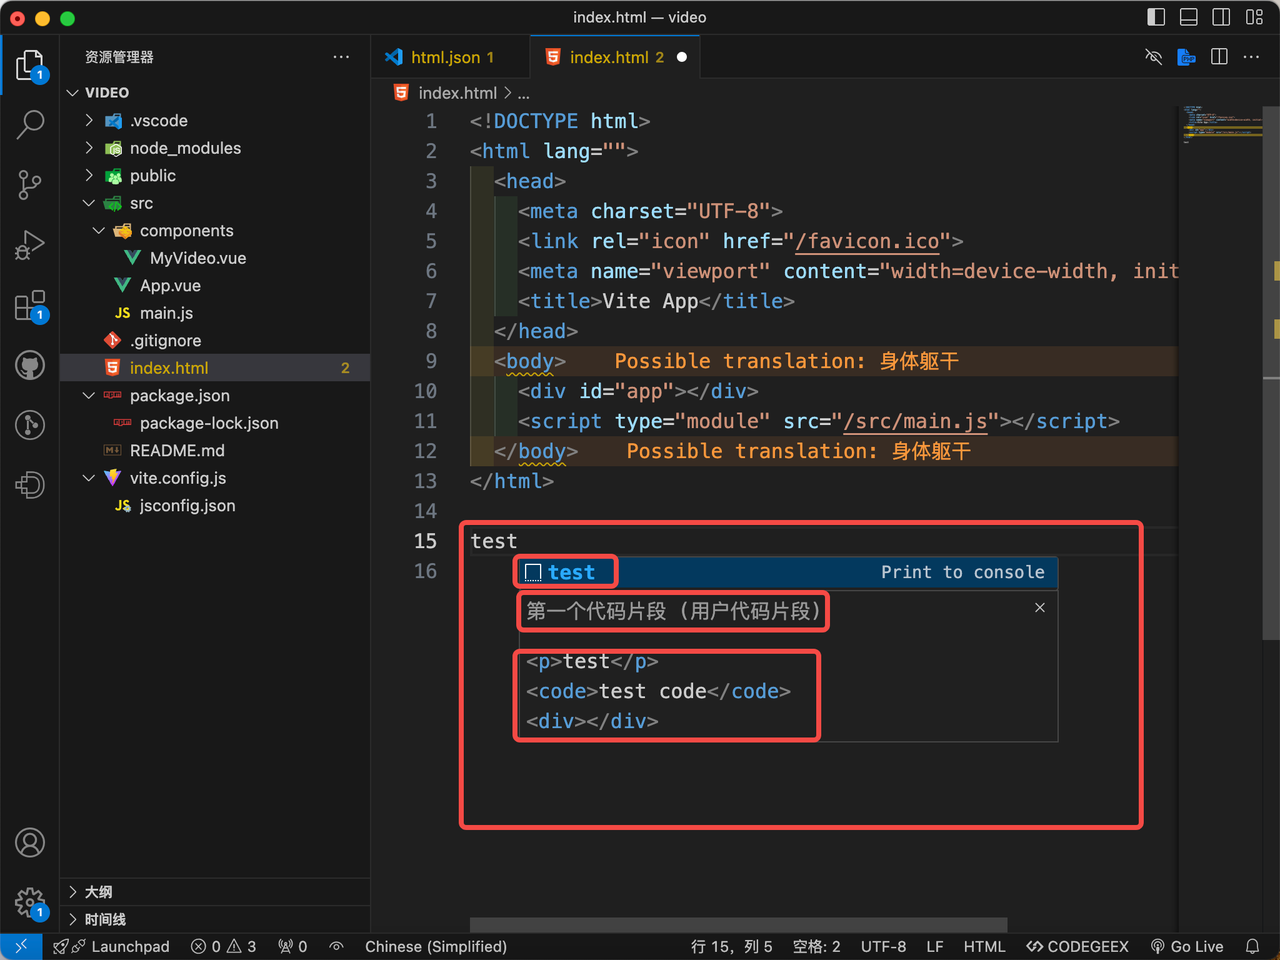 index.html — video
资源管理器
html.json 1
index.html 2
VIDEO
index.html > ...
.vscode
node_modules
public
src
components
MyVideo.vue
App.vue
JS main.js
.gitignore
index.html 2
package.json
package-lock.json
README.md
vite.config.js
JS jsconfig.json
大纲
时间线
1 <!DOCTYPE html>
2 <html lang="">
3 <head>
4 <meta charset="UTF-8">
5 <link rel="icon" href="/favicon.ico">
6 <meta name="viewport" content="width=device-width, init
7 <title>Vite App</title>
8 </head>
9 <body> Possible translation: 身体躯干
10 <div id="app"></div>
11 <script type="module" src="/src/main.js"></script>
12 </body> Possible translation: 身体躯干
13 </html>
14
15 test
16
test Print to console
第一个代码片段 (用户代码片段)
<p>test</p>
<code>test code</code>
<div></div>
1
1
1
Launchpad 0 3 0 Chinese (Simplified) 行 15，列 5 空格: 2 UTF-8 LF HTML CODEGEEX Go Live